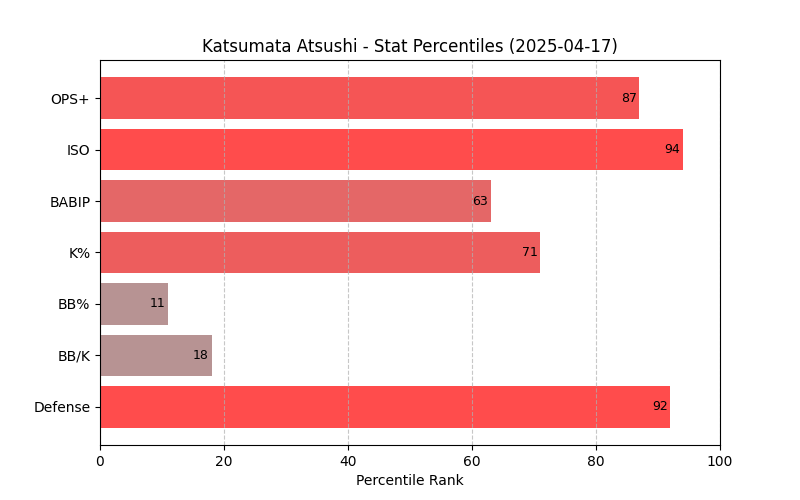 Katsumata Atsushi - Stat Percentiles (2025-04-17)
OPS+ 87
ISO 94
BABIP 63
K% 71
BB% 11
BB/K 18
Defense 92
0 20 40 60 80 100
Percentile Rank